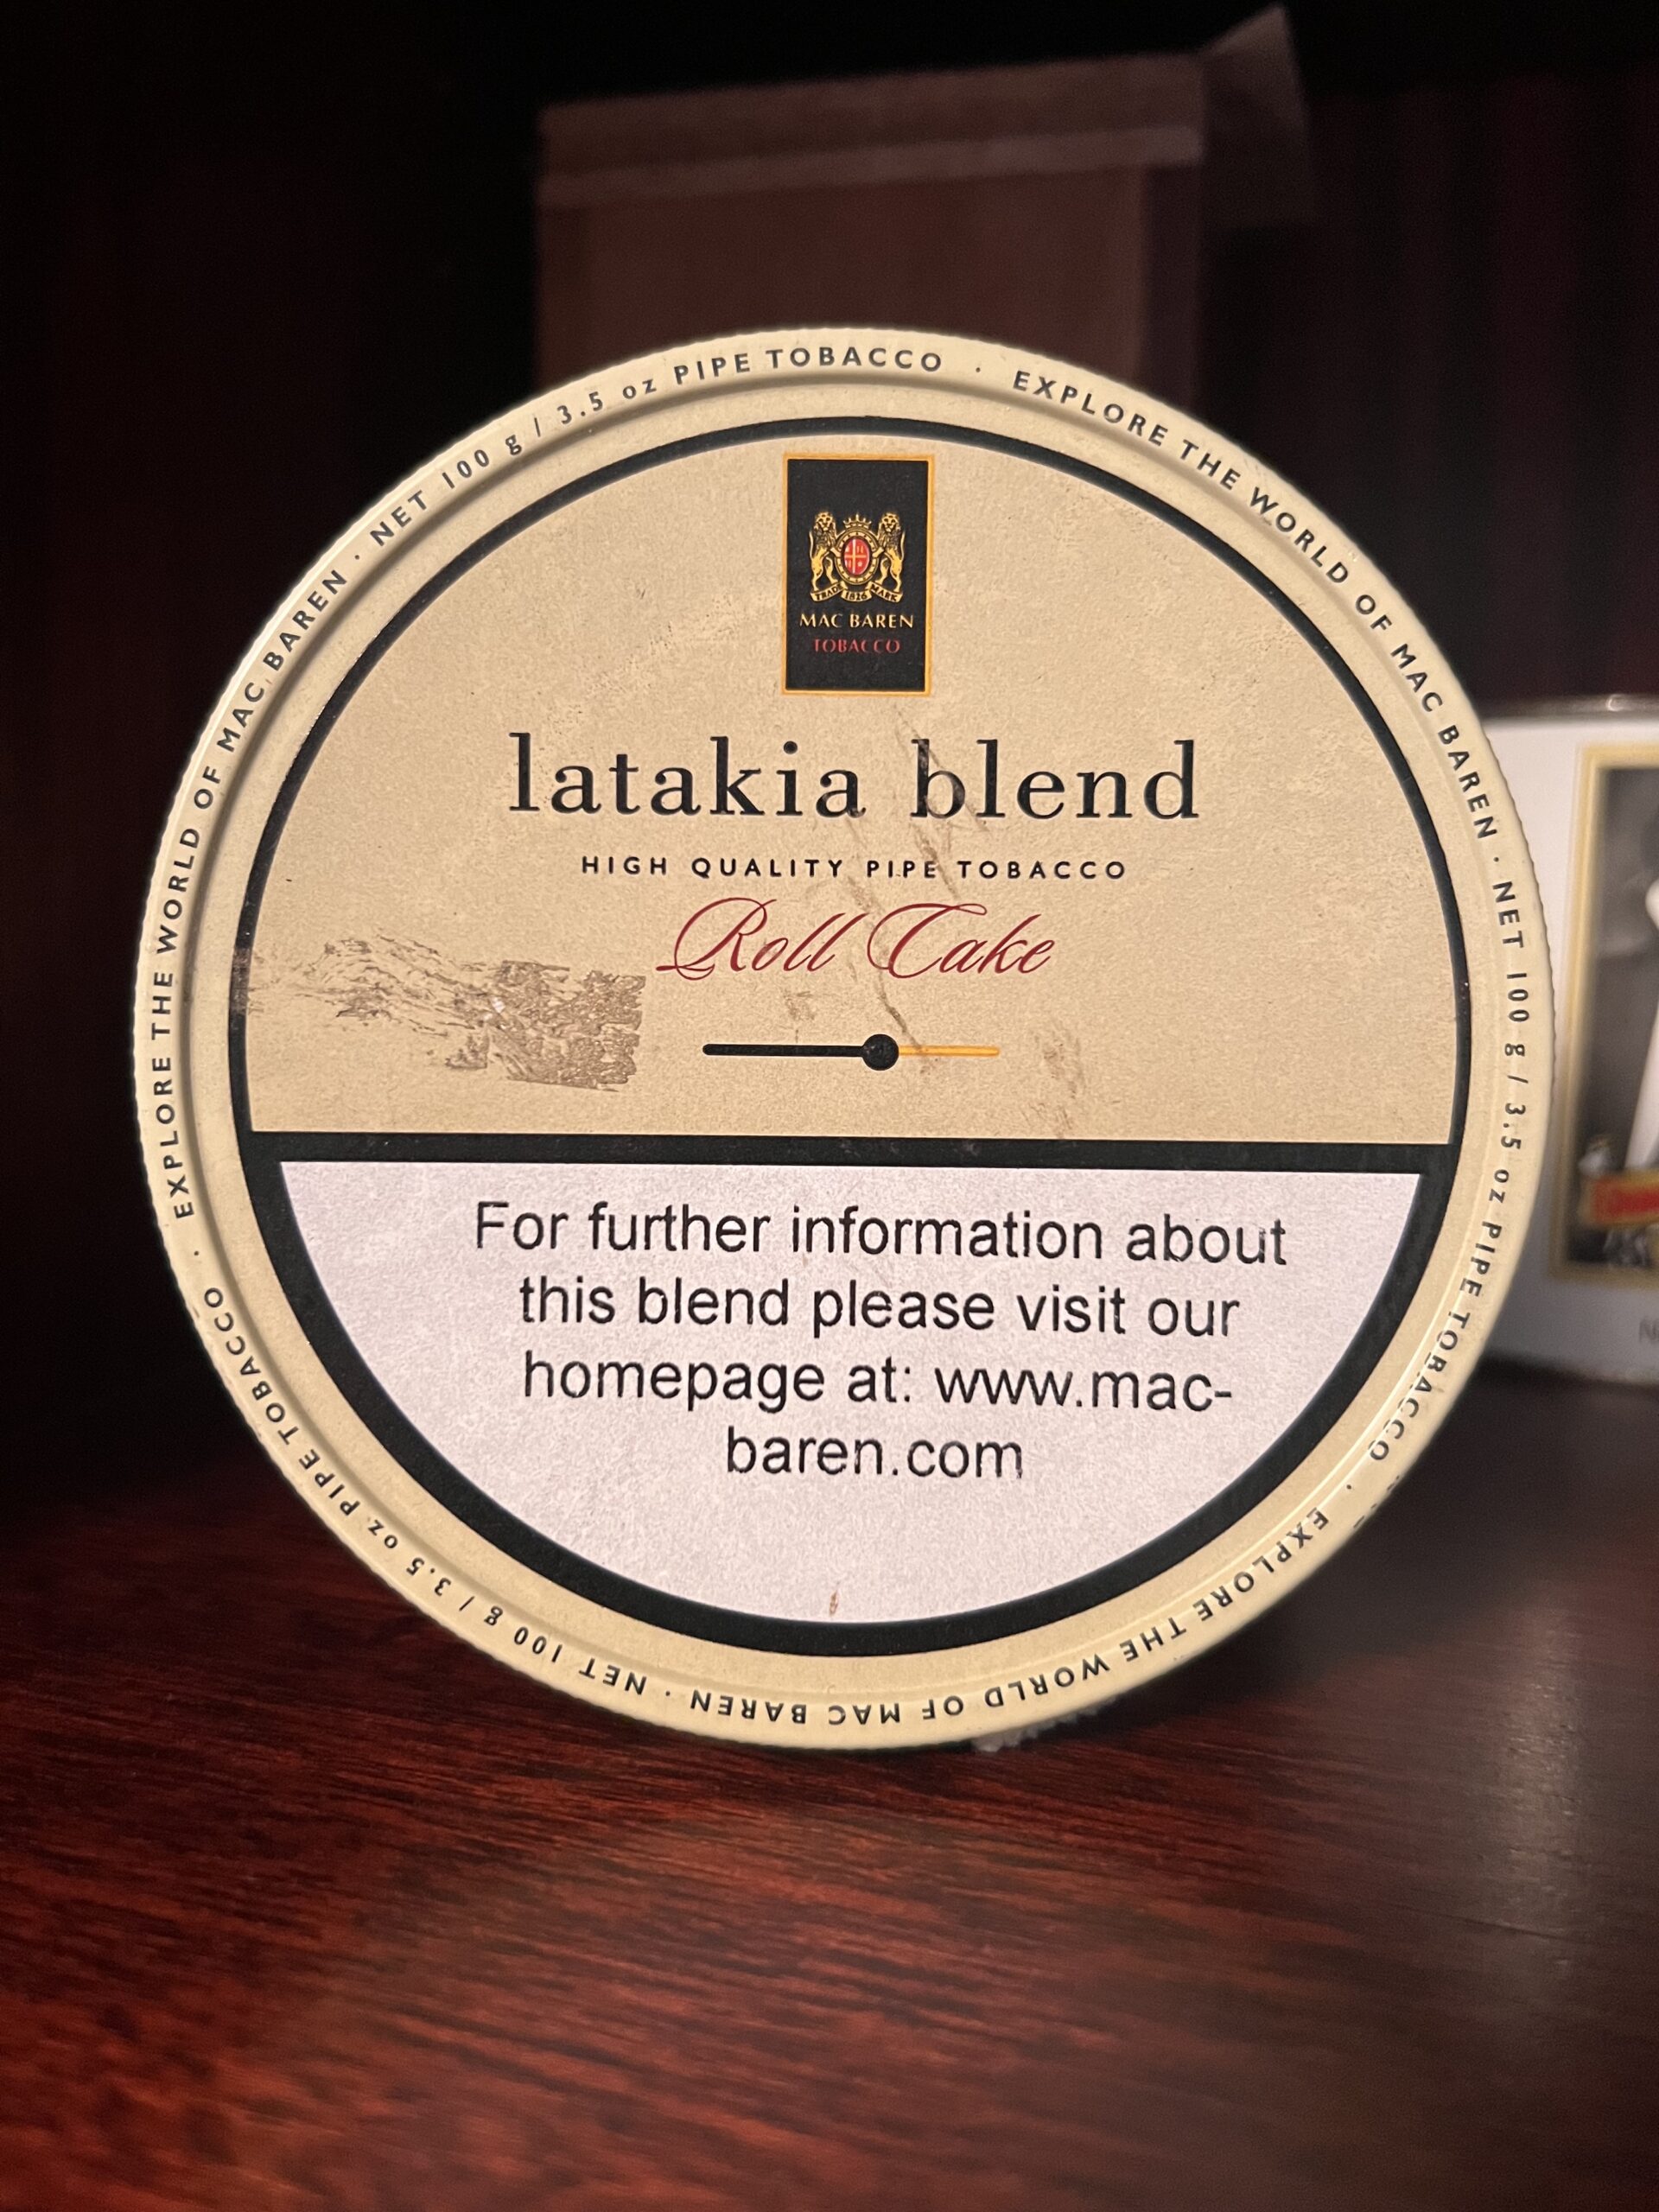 EXPLORE THE WORLD OF MAC BAREN · NET 100 g / 3.5 oz PIPE TOBACCO · EXPLORE THE WORLD OF MAC BAREN · NET 100 g / 3.5 oz PIPE TOBACCO · EXPLORE THE WORLD OF MAC BAREN · NET 100 g / 3.5 oz PIPE TOBACCO ·
TRADE 1826 MARK
MAC BAREN
TOBACCO
latakia blend
HIGH QUALITY PIPE TOBACCO
Roll Cake
For further information about
this blend please visit our
homepage at: www.mac-
baren.com